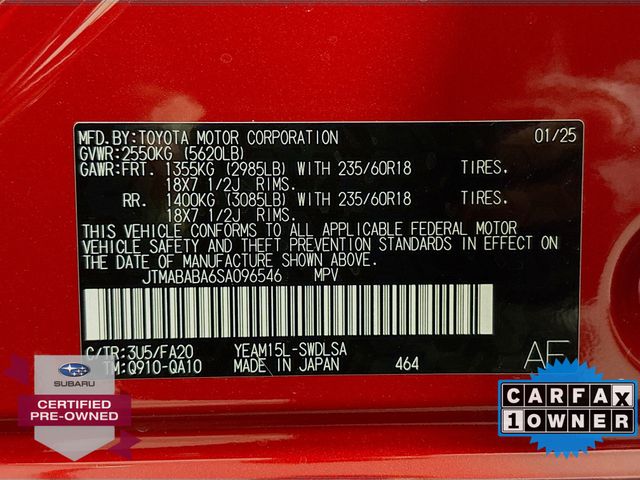 MFD.BY:TOYOTA MOTOR CORPORATION 01/25
GVWR:2550KG (5620LB)
GAWR:FRT. 1355KG (2985LB) WITH 235/60R18 TIRES.
18X7 1/2J RIMS.
RR. 1400KG (3085LB) WITH 235/60R18 TIRES.
18X7 1/2J RIMS.
THIS VEHICLE CONFORMS TO ALL APPLICABLE FEDERAL MOTOR
VEHICLE SAFETY AND THEFT PREVENTION STANDARDS IN EFFECT ON
THE DATE OF MANUFACTURE SHOWN ABOVE.
JTMABABA6SA096546 MPV
C/TR:3U5/FA20 YEAM15L-SWDLSA AE
TM:Q910-QA10 MADE IN JAPAN 464
SUBARU
CERTIFIED
PRE-OWNED
CARFAX
1 OWNER